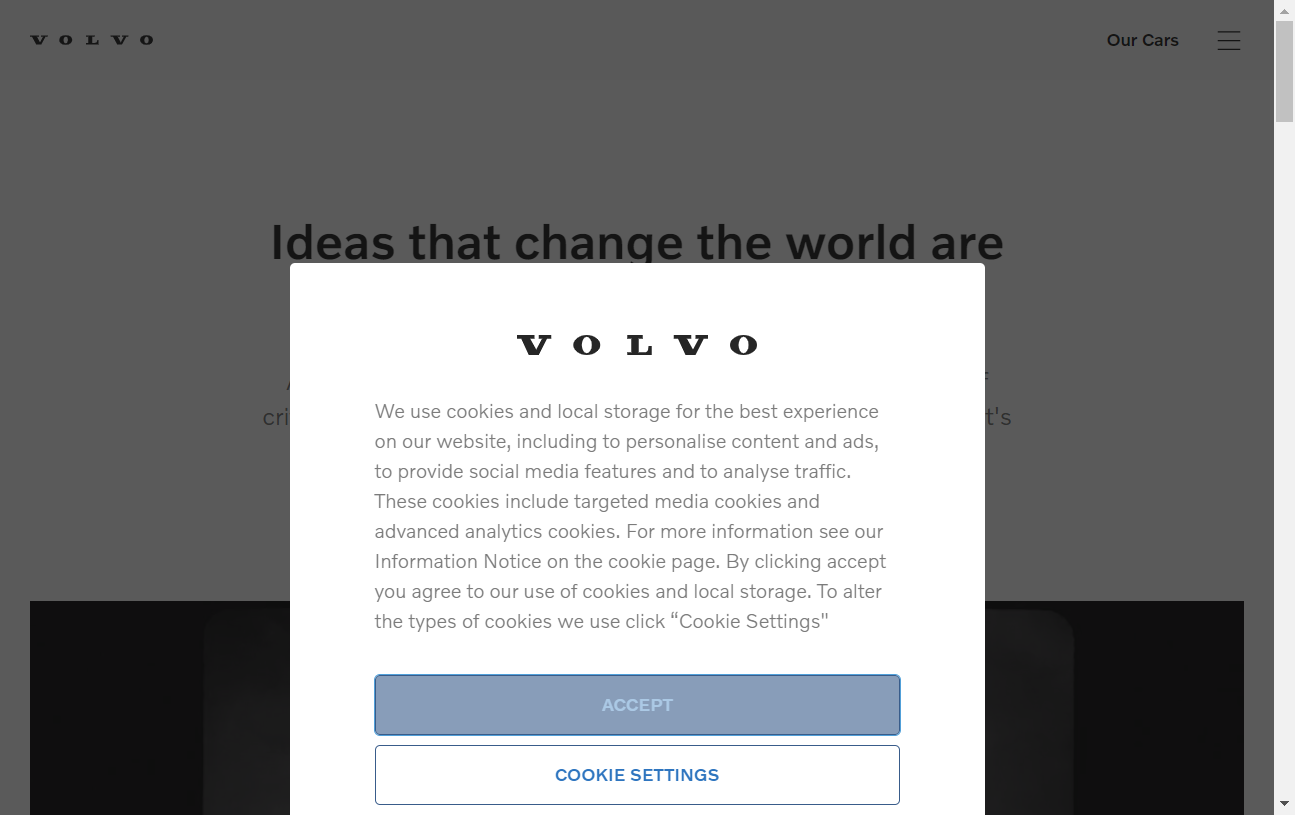 VOLVO
Our Cars
Ideas that change the world are
cri
t's
VOLVO
We use cookies and local storage for the best experience
on our website, including to personalise content and ads,
to provide social media features and to analyse traffic.
These cookies include targeted media cookies and
advanced analytics cookies. For more information see our
Information Notice on the cookie page. By clicking accept
you agree to our use of cookies and local storage. To alter
the types of cookies we use click “Cookie Settings"
ACCEPT
COOKIE SETTINGS